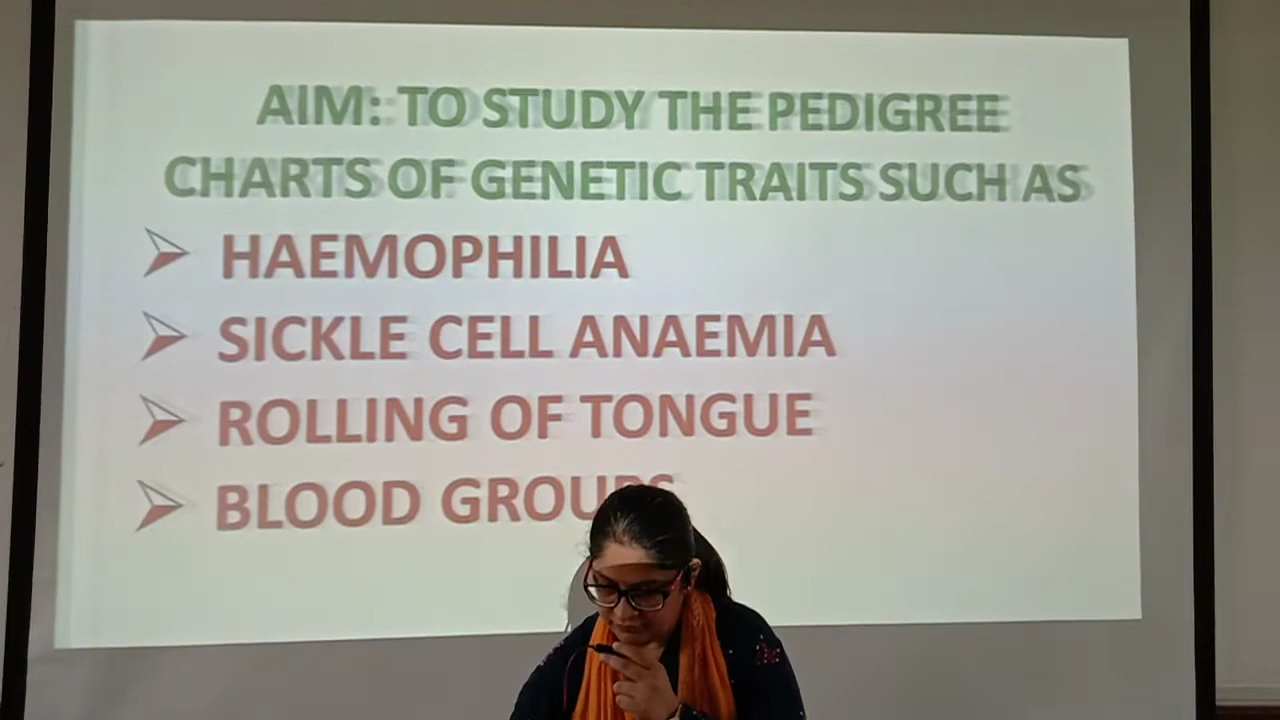 AIM: TO STUDY THE PEDIGREE
CHARTS OF GENETIC TRAITS SUCH AS
HAEMOPHILIA
SICKLE CELL ANAEMIA
ROLLING OF TONGUE
BLOOD GROUPS